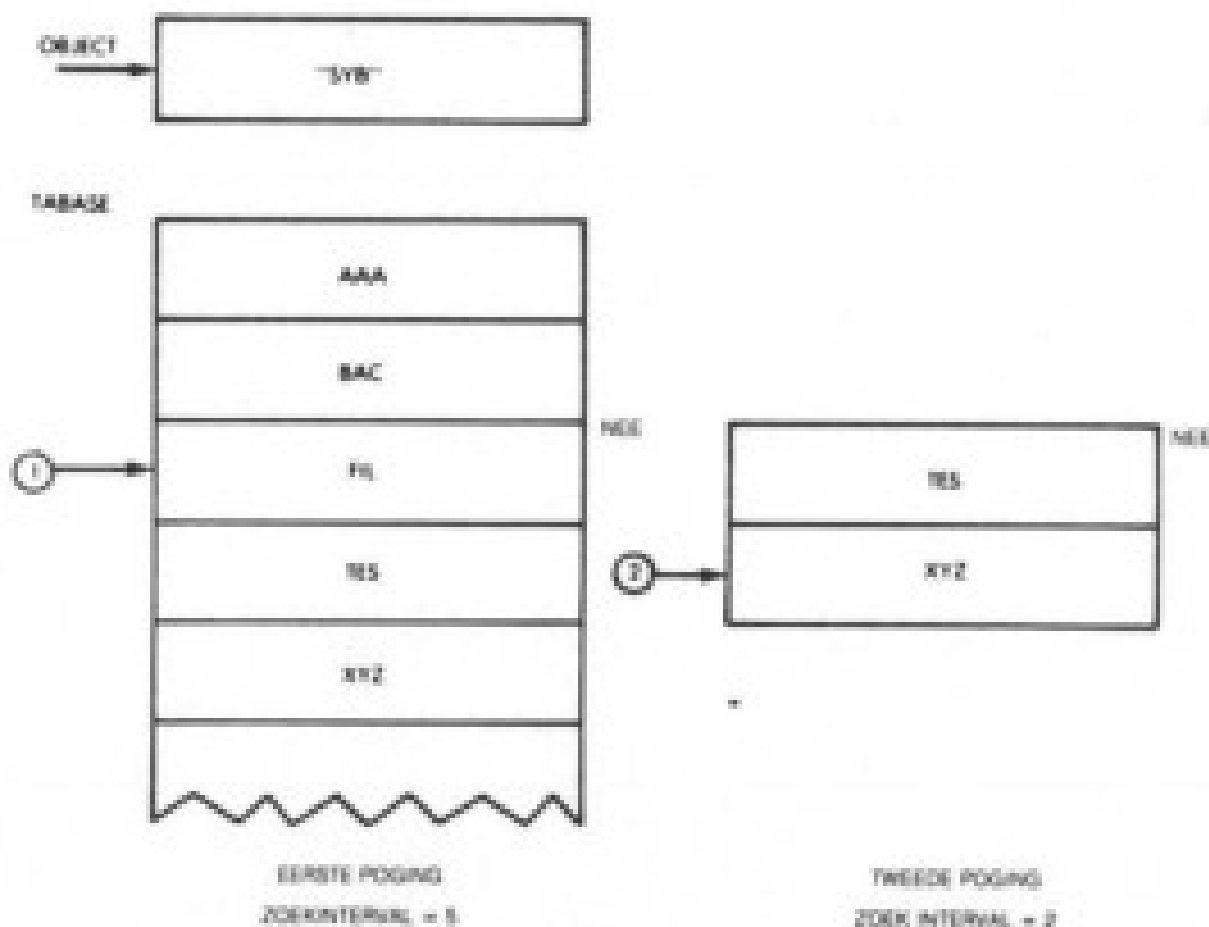 OBJECT
"SYB"
TABASE
AAA
BAC
NEE
1
FIL
TES
XYZ
NEE
TES
2
XYZ
EERSTE POGING
ZOEKINTERVAL = 5
TWEEDE POGING
ZOEK INTERVAL = 2